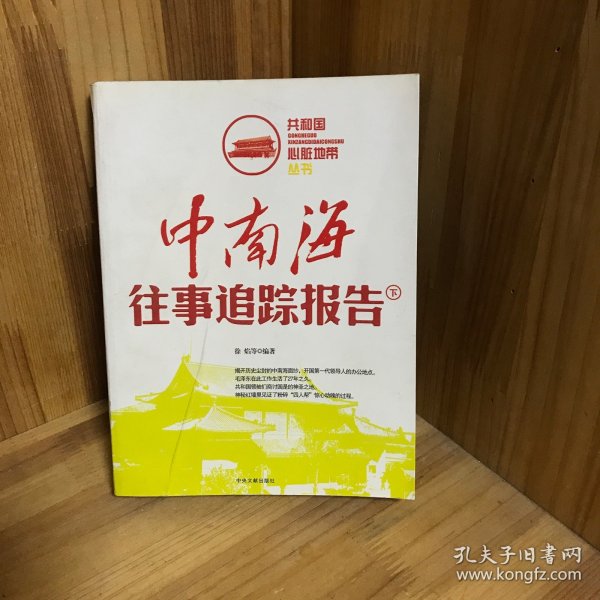 共和国
GONGHEGUO
XINZANGDIDAICONGSHU
心脏地带
丛书
中南海
往事追踪报告 下
徐 焰等◎编著
揭开历史尘封的中南海面纱，开国第一代领导人的办公地点。
毛泽东在此工作生活了27年之久。
共和国领袖们商讨国是的神圣之地。
神秘红墙里见证了粉碎“四人帮”惊心动魄的过程。
中央文献出版社
孔夫子旧书网
www.kongfz.com